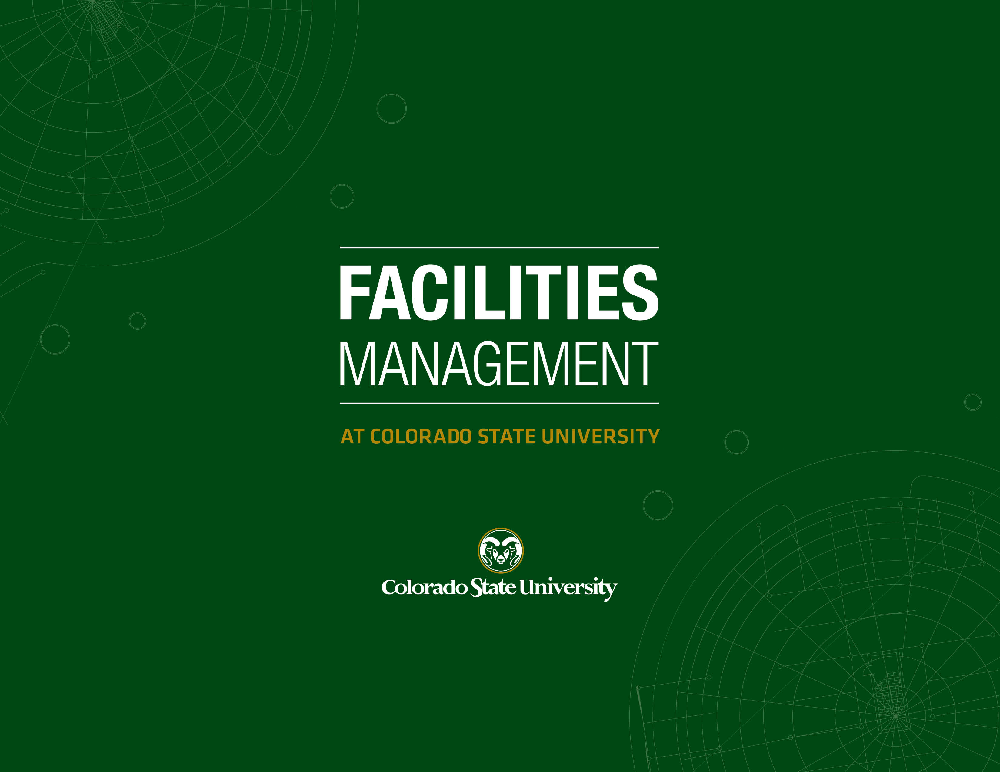 FACILITIES
MANAGEMENT
AT COLORADO STATE UNIVERSITY
Colorado State University